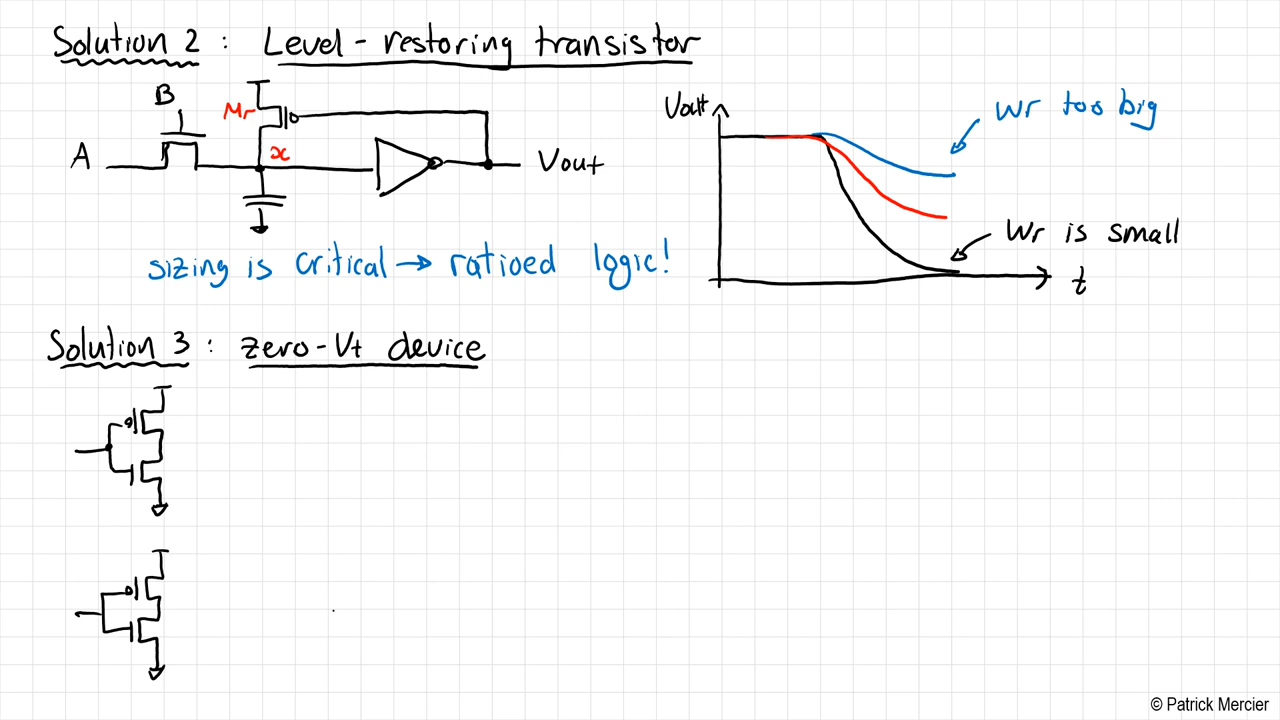 Solution 2 : Level-restoring transistor
B
Mr
A
x
Vout
sizing is critical → ratioed logic!
Vout
Wr too big
Wr is small
t
Solution 3 : zero-Vt device
© Patrick Mercier